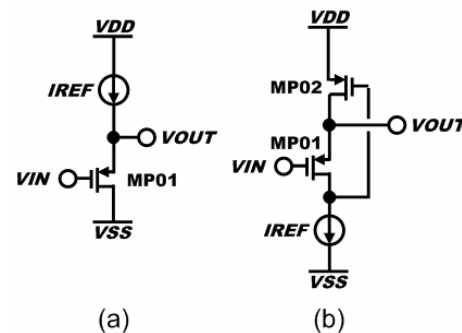 VDD
IREF
VOUT
VIN
MP01
VSS
(a)
VDD
MP02
VOUT
MP01
VIN
IREF
VSS
(b)